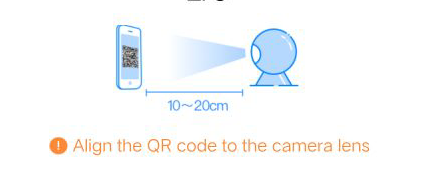 10～20cm
Align the QR code to the camera lens